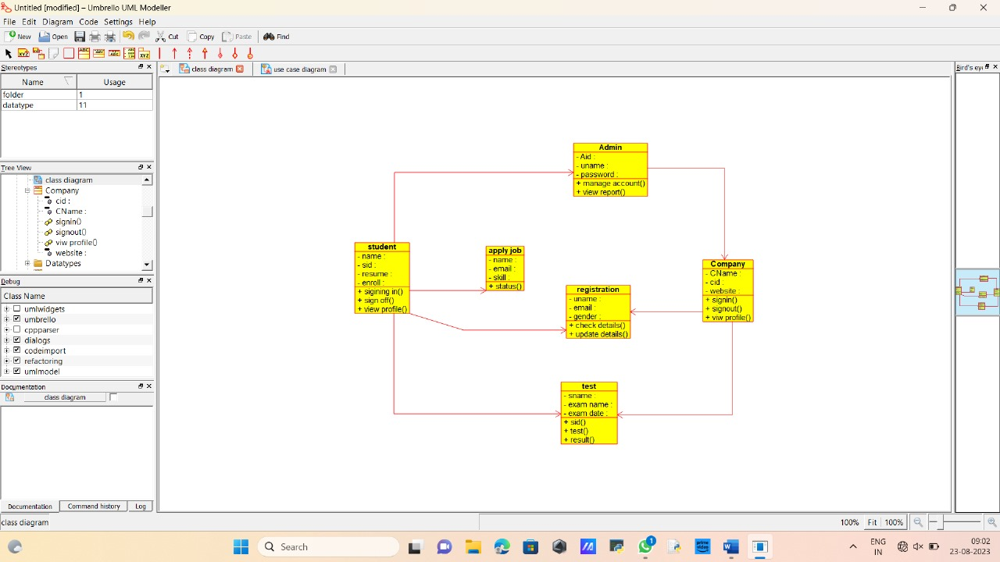 Untitled [modified] – Umbrello UML Modeller
File Edit Diagram Code Settings Help
New Open Cut Copy Paste Find
Stereotypes
Name Usage
folder 1
datatype 11
Tree View
class diagram
Company
cid :
CName :
signin()
signout()
viw profile()
website :
Datatypes
Debug
Class Name
umlwidgets
umbrello
cppparser
dialogs
codeimport
refactoring
umlmodel
Documentation
class diagram
Documentation Command history Log
class diagram
class diagram use case diagram
Admin
- Aid :
- uname :
- password :
+ manage account()
+ view report()
student
- name :
- sid :
- resume :
- enroll :
+ sigining in()
+ sign off()
+ view profile()
apply job
- name :
- email :
- skill :
+ status()
registration
- uname :
- email :
- gender :
+ check details()
+ update details()
Company
- CName :
- cid :
- website :
+ signin()
+ signout()
+ viw profile()
test
- sname :
- exam name :
- exam date :
+ sid()
+ test()
+ result()
Bird's ey
100% Fit 100%
Search
1
prime video
ENG
IN
09:02
23-08-2023